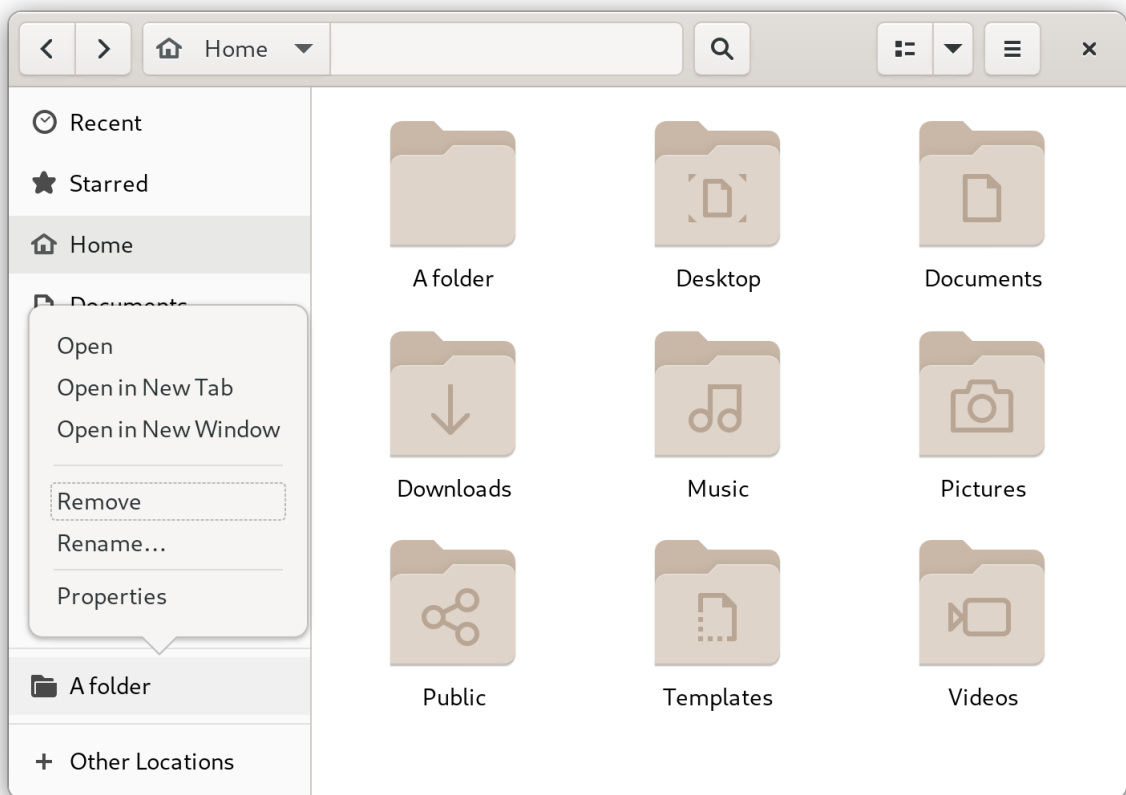 Home
Recent
Starred
Home
Documents
Open
Open in New Tab
Open in New Window
Remove
Rename…
Properties
A folder
Other Locations
A folder
Desktop
Documents
Downloads
Music
Pictures
Public
Templates
Videos